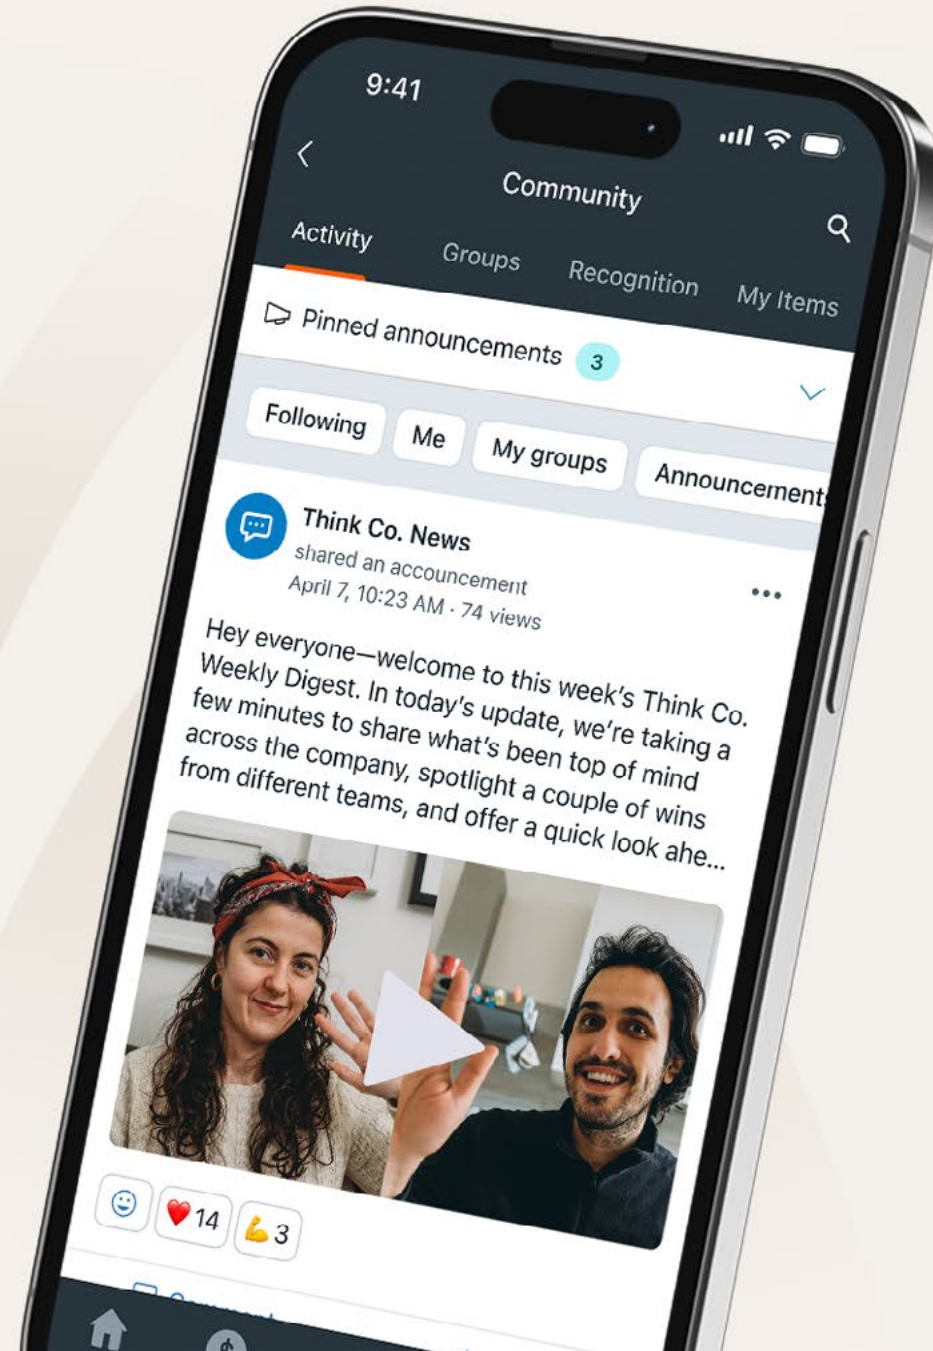 9:41
Community
Activity
Groups
Recognition
My Items
Pinned announcements 3
Following
Me
My groups
Announcement
Think Co. News
shared an accouncement
April 7, 10:23 AM · 74 views
Hey everyone—welcome to this week's Think Co.
Weekly Digest. In today's update, we're taking a
few minutes to share what's been top of mind
across the company, spotlight a couple of wins
from different teams, and offer a quick look ahe...
14
3